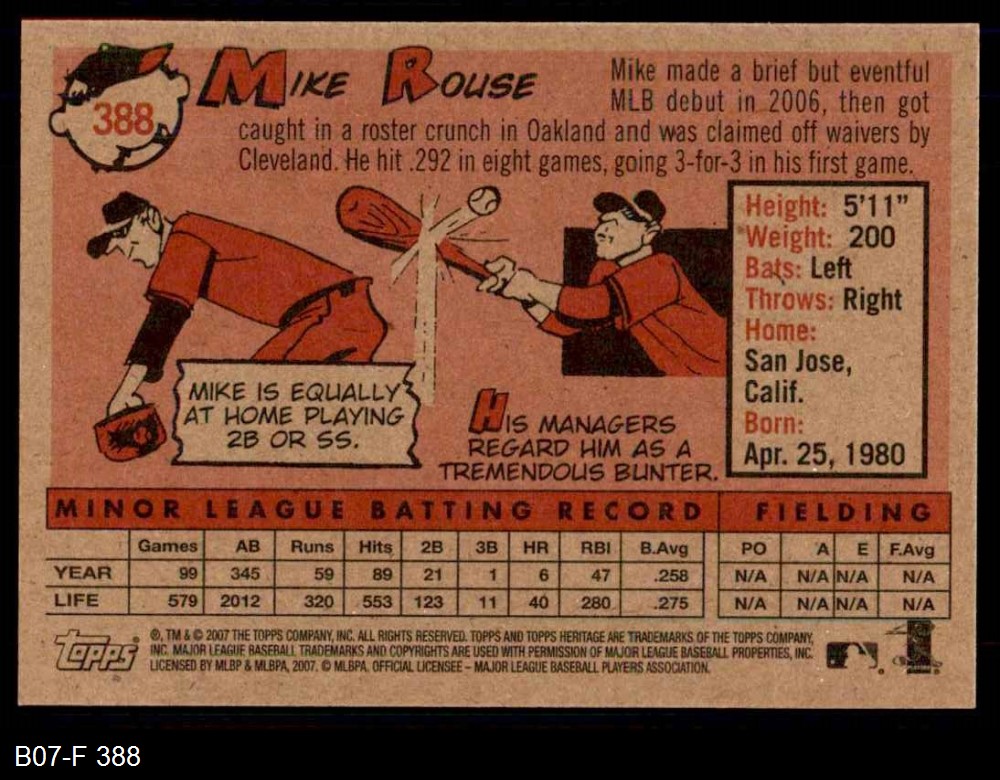 388
MIKE ROUSE
Mike made a brief but eventful
MLB debut in 2006, then got
caught in a roster crunch in Oakland and was claimed off waivers by
Cleveland. He hit .292 in eight games, going 3-for-3 in his first game.
MIKE IS EQUALLY
AT HOME PLAYING
2B OR SS.
HIS MANAGERS
REGARD HIM AS A
TREMENDOUS BUNTER.
Height: 5'11"
Weight: 200
Bats: Left
Throws: Right
Home:
San Jose,
Calif.
Born:
Apr. 25, 1980
MINOR LEAGUE BATTING RECORD FIELDING
Games AB Runs Hits 2B 3B HR RBI B.Avg PO A E F.Avg
YEAR 99 345 59 89 21 1 6 47 .258 N/A N/A N/A N/A
LIFE 579 2012 320 553 123 11 40 280 .275 N/A N/A N/A N/A
Topps
®, TM & © 2007 THE TOPPS COMPANY, INC. ALL RIGHTS RESERVED. TOPPS AND TOPPS HERITAGE ARE TRADEMARKS OF THE TOPPS COMPANY,
INC. MAJOR LEAGUE BASEBALL TRADEMARKS AND COPYRIGHTS ARE USED WITH PERMISSION OF MAJOR LEAGUE BASEBALL PROPERTIES, INC.
LICENSED BY MLBP & MLBPA, 2007. © MLBPA, OFFICIAL LICENSEE – MAJOR LEAGUE BASEBALL PLAYERS ASSOCIATION.
B07-F 388